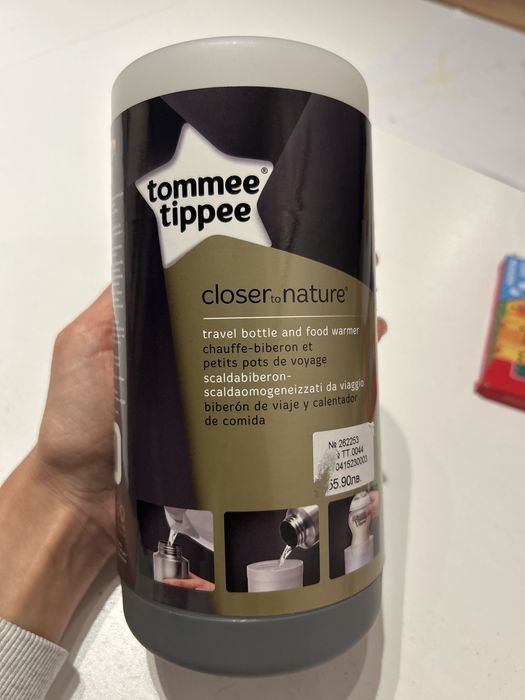 tommee®
tippee
closer to nature®
travel bottle and food warmer
chauffe-biberon et
petits pots de voyage
scaldabiberon-
scaldaomogeneizzati da viaggio
biberón de viaje y calentador
de comida
№ 262253
TT.0044
0415230003
55.90лв.